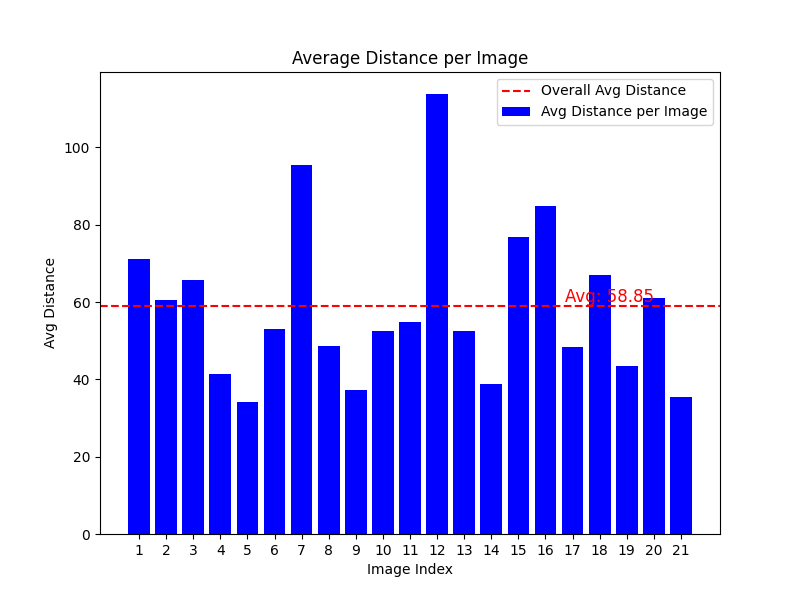 Average Distance per Image
Overall Avg Distance
Avg Distance per Image
Avg: 58.85
Avg Distance
100
80
60
40
20
0
1 2 3 4 5 6 7 8 9 10 11 12 13 14 15 16 17 18 19 20 21
Image Index